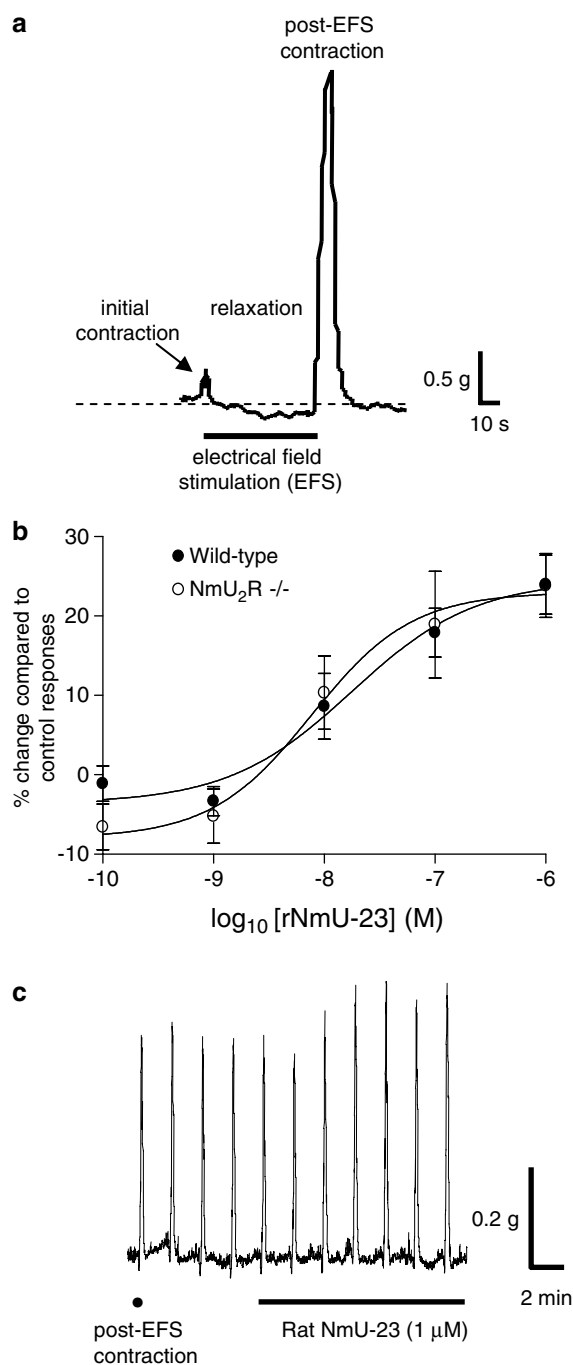 a
post-EFS
contraction
initial
contraction
relaxation
0.5 g
10 s
electrical field
stimulation (EFS)
b
30
20
10
0
-10
% change compared to
control responses
Wild-type
NmU2R -/-
-10
-9
-8
-7
-6
log10 [rNmU-23] (M)
c
0.2 g
2 min
post-EFS
contraction
Rat NmU-23 (1 μM)